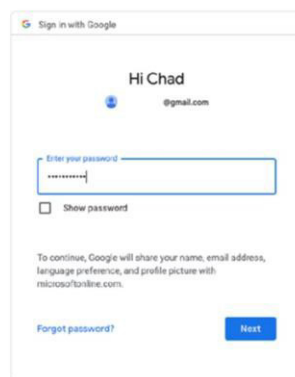 Sign in with Google
Hi Chad
@gmail.com
Enter your password
Show password
To continue, Google will share your name, email address,
language preference, and profile picture with
microsoftonline.com.
Forgot password?
Next